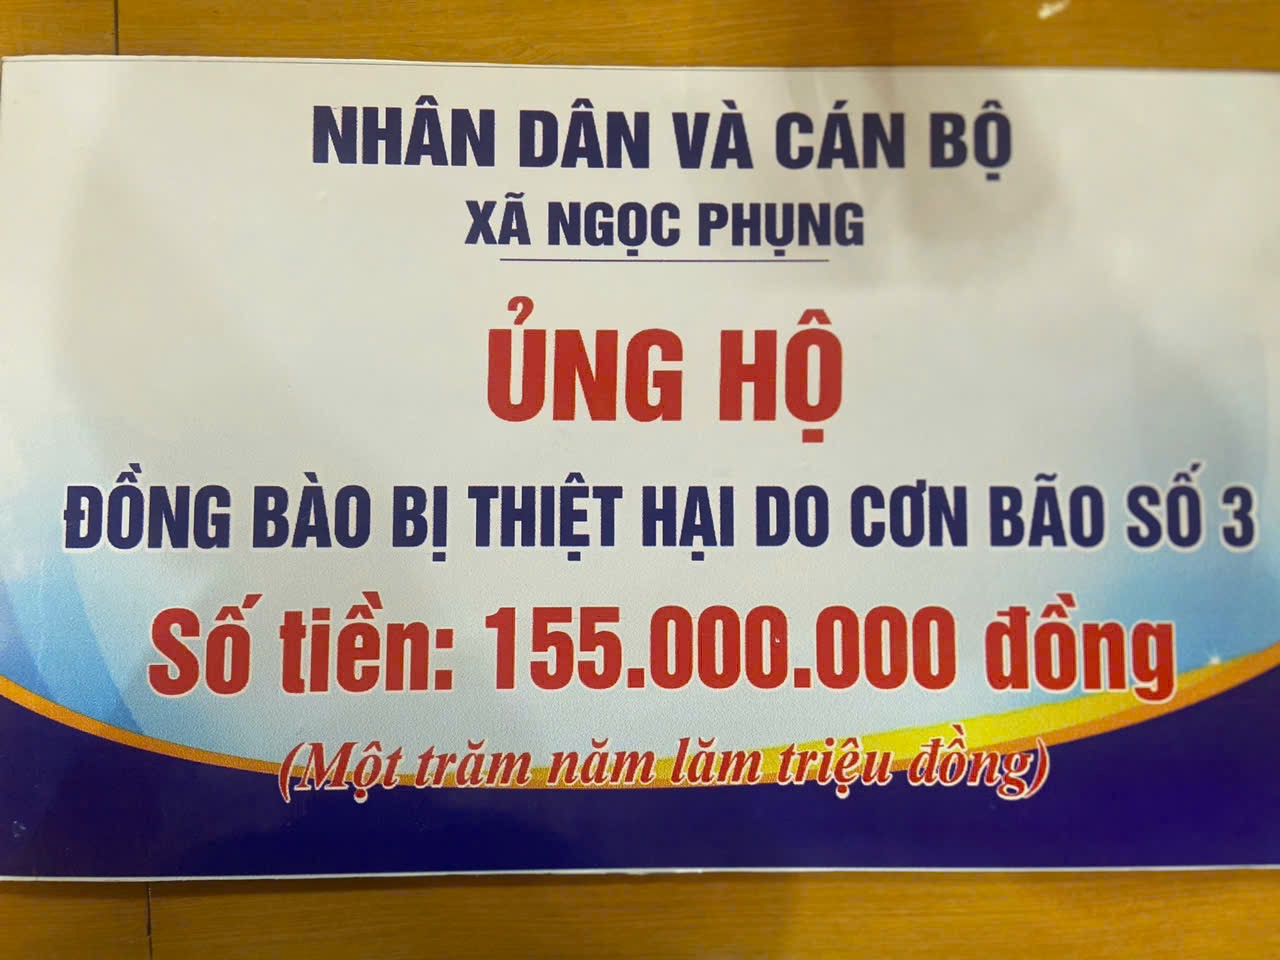 NHÂN DÂN VÀ CÁN BỘ
XÃ NGỌC PHỤNG
ỦNG HỘ
ĐỒNG BÀO BỊ THIỆT HẠI DO CƠN BÃO SỐ 3
Số tiền: 155.000.000 đồng
(Một trăm năm lăm triệu đồng)